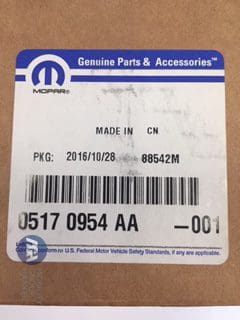 Genuine Parts & Accessories™
MOPAR®
MADE IN CN
PKG: 2016/10/28 88542M
0517 0954 AA —001
U.S. Federal Motor Vehicle Safety Standards, if any are applicable.